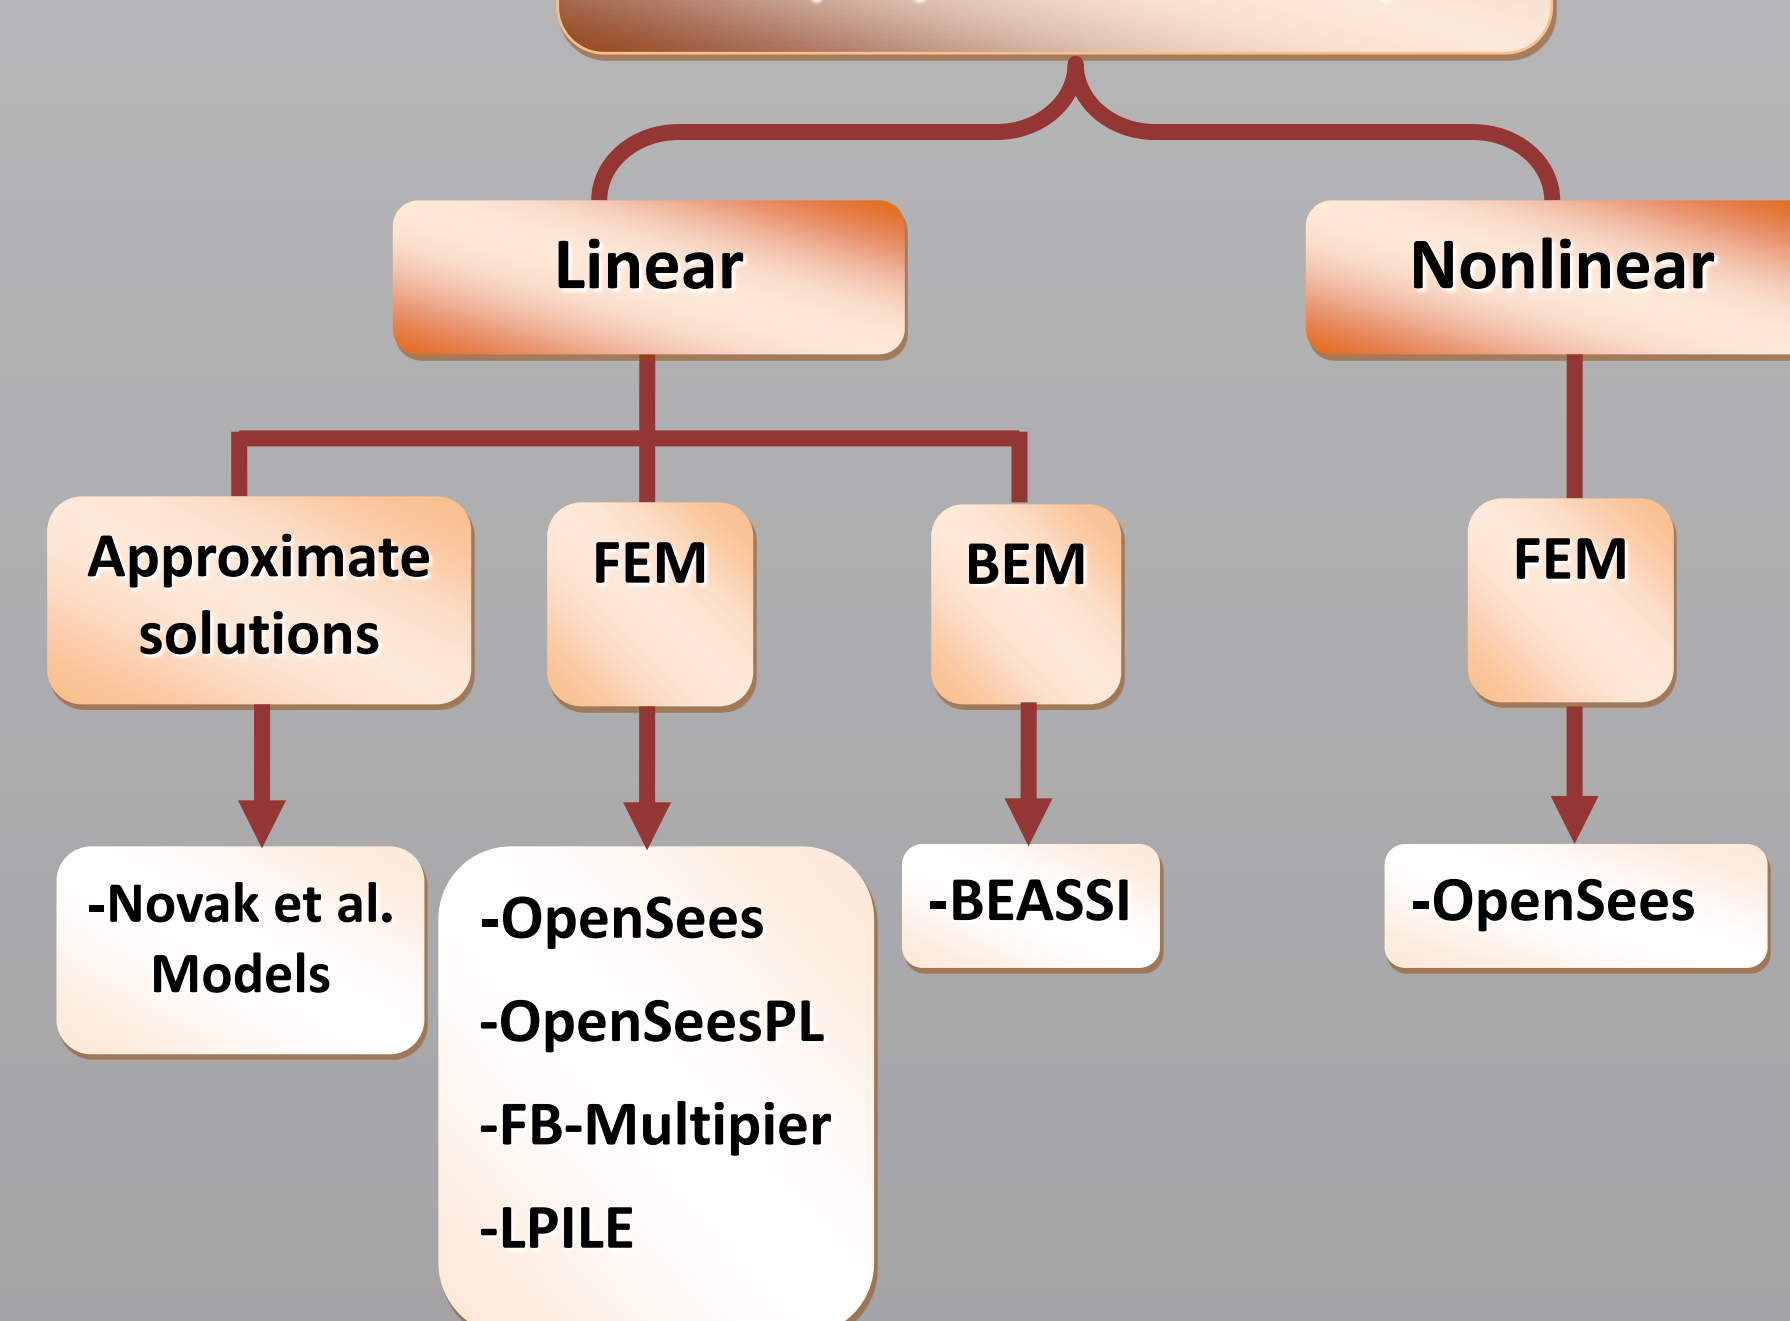 Linear
Nonlinear
Approximate
solutions
FEM
BEM
FEM
-Novak et al.
Models
-OpenSees
-OpenSeesPL
-FB-Multipier
-LPILE
-BEASSI
-OpenSees